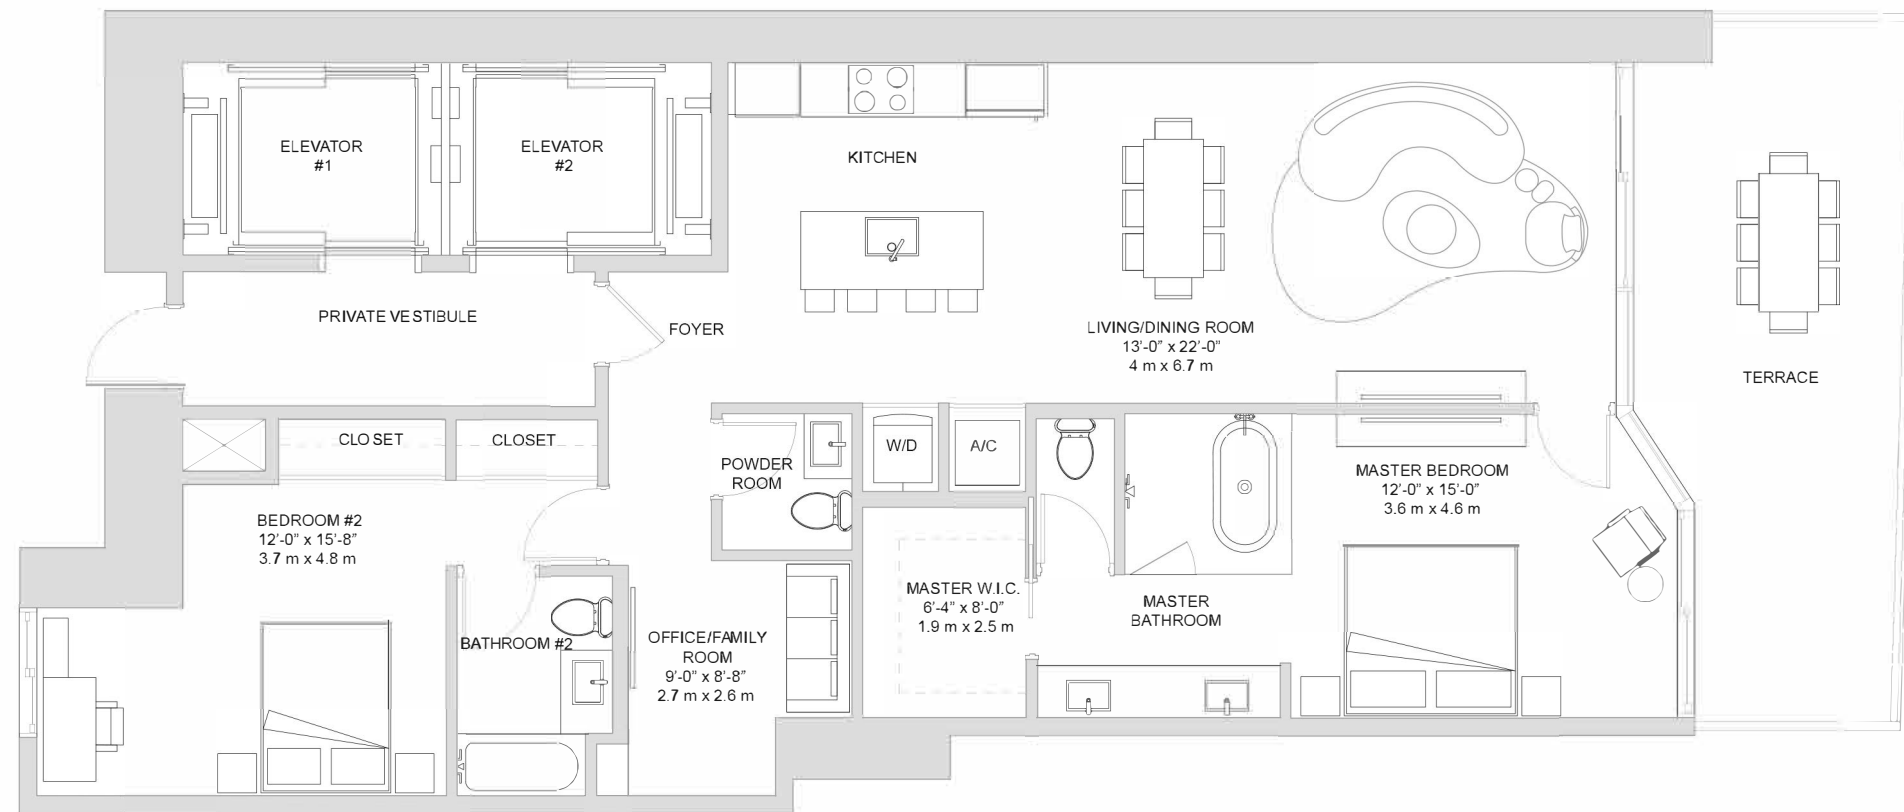 ELEVATOR
#1
ELEVATOR
#2
KITCHEN
PRIVATE VESTIBULE
FOYER
LIVING/DINING ROOM
13'-0" x 22'-0"
4 m x 6.7 m
TERRACE
CLOSET
CLOSET
POWDER
ROOM
W/D
A/C
MASTER BEDROOM
12'-0" x 15'-0"
3.6 m x 4.6 m
BEDROOM #2
12'-0" x 15'-8"
3.7 m x 4.8 m
MASTER W.I.C.
6'-4" x 8'-0"
1.9 m x 2.5 m
MASTER
BATHROOM
BATHROOM #2
OFFICE/FAMILY
ROOM
9'-0" x 8'-8"
2.7 m x 2.6 m